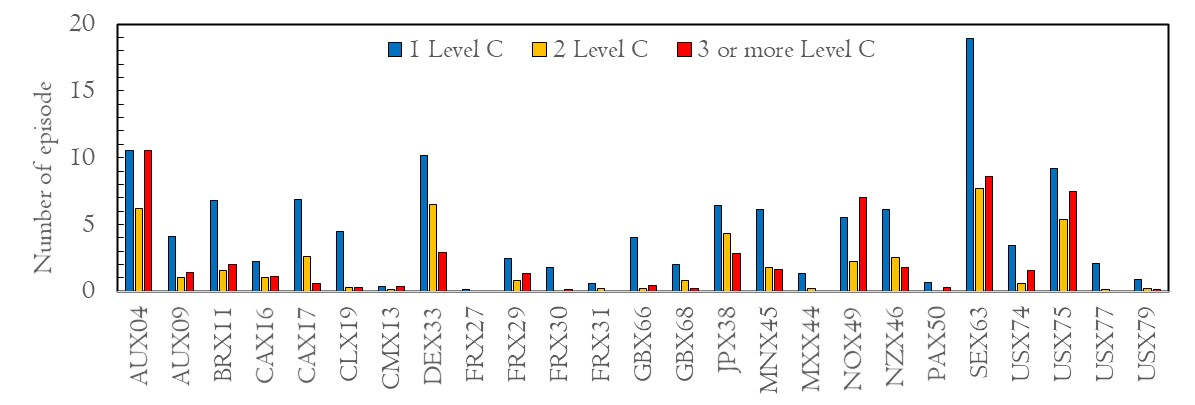 Number of episode
20
15
10
5
0
1 Level C
2 Level C
3 or more Level C
AUX04
AUX09
BRX11
CAX16
CAX17
CLX19
CMX13
DEX33
FRX27
FRX29
FRX30
FRX31
GBX66
GBX68
JPX38
MNX45
MXX44
NOX49
NZX46
PAX50
SEX63
USX74
USX75
USX77
USX79